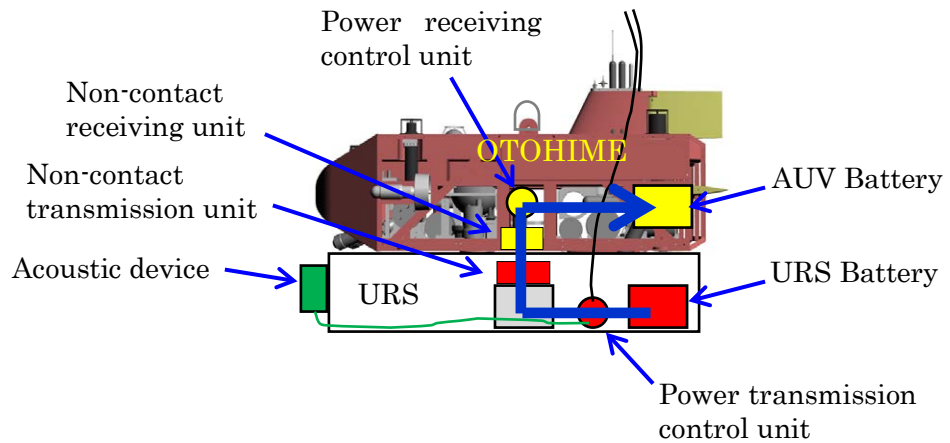 Power receiving
control unit
Non-contact
receiving unit
Non-contact
transmission unit
Acoustic device
OTOHIME
AUV Battery
URS
URS Battery
Power transmission
control unit